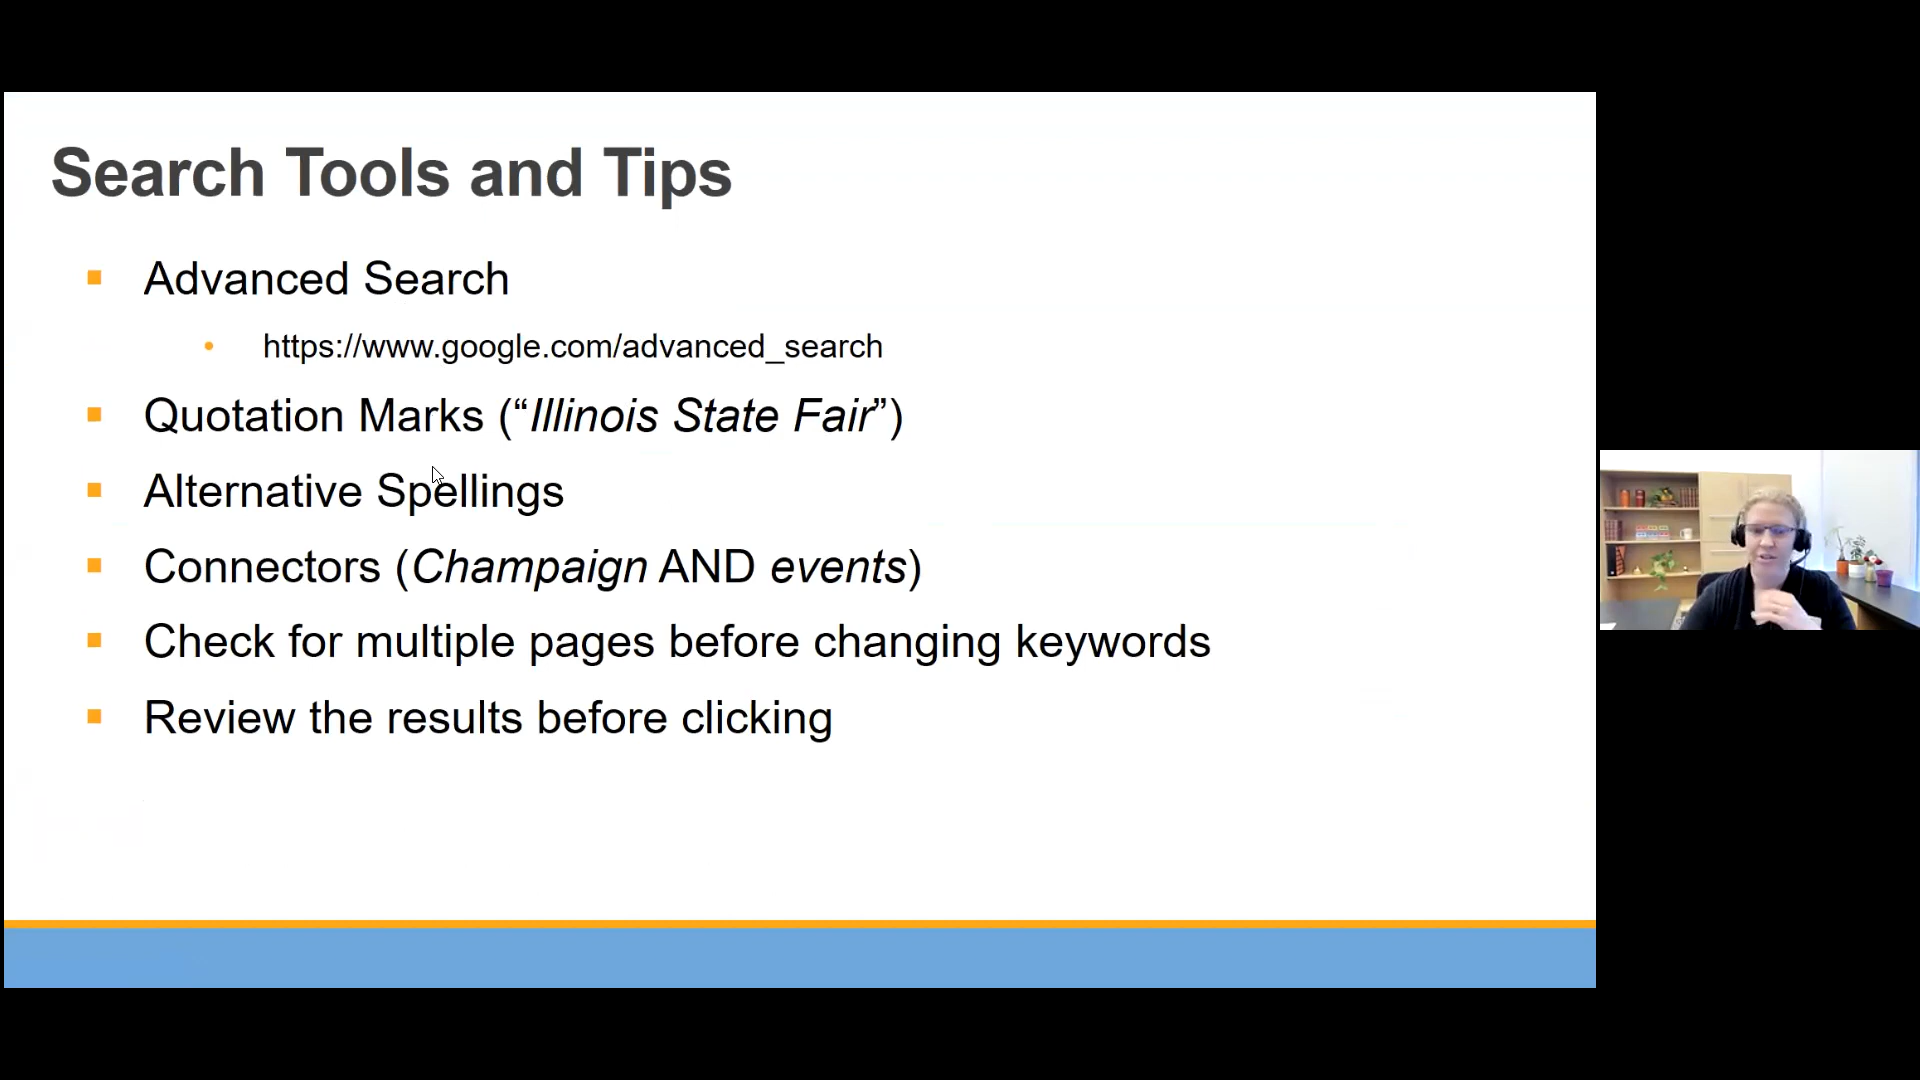 Search Tools and Tips
Advanced Search
https://www.google.com/advanced_search
Quotation Marks (“Illinois State Fair”)
Alternative Spellings
Connectors (Champaign AND events)
Check for multiple pages before changing keywords
Review the results before clicking